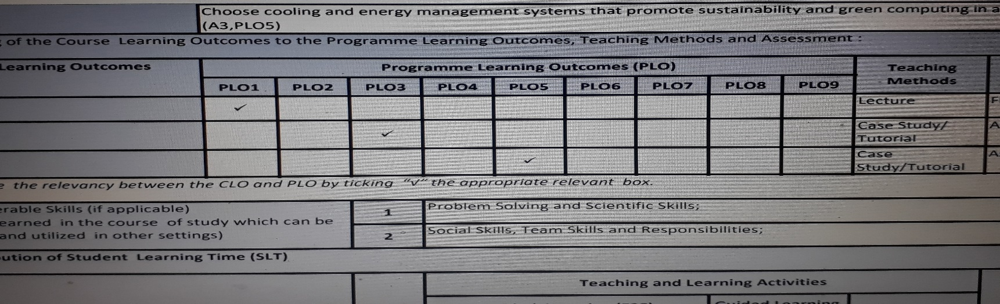 Choose cooling and energy management systems that promote sustainability and green computing in a
(A3,PLO5)
of the Course Learning Outcomes to the Programme Learning Outcomes, Teaching Methods and Assessment :
Learning Outcomes
Programme Learning Outcomes (PLO)
Teaching
Methods
PLO1 PLO2 PLO3 PLO4 PLO5 PLO6 PLO7 PLO8 PLO9
✓ Lecture F
✓ Case Study/ A
Tutorial
✓ Case A
Study/Tutorial
e the relevancy between the CLO and PLO by ticking "√" the appropriate relevant box.
erable Skills (if applicable)
earned in the course of study which can be
and utilized in other settings)
1 Problem Solving and Scientific Skills;
2 Social Skills, Team Skills and Responsibilities;
ution of Student Learning Time (SLT)
Teaching and Learning Activities
Guided Learning